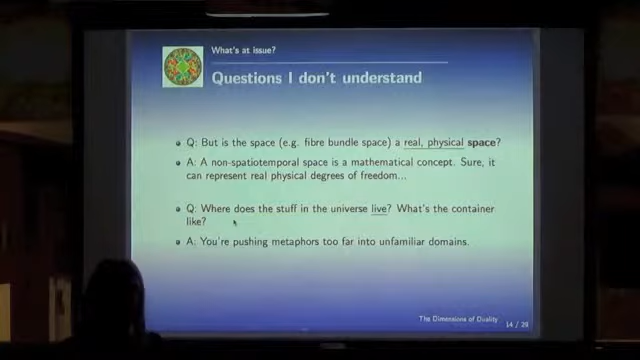 What's at issue?
Questions I don't understand
Q: But is the space (e.g. fibre bundle space) a real, physical space?
A: A non-spatiotemporal space is a mathematical concept. Sure, it
can represent real physical degrees of freedom...
Q: Where does the stuff in the universe live? What's the container
like?
A: You're pushing metaphors too far into unfamiliar domains.
The Dimensions of Duality
14 / 29